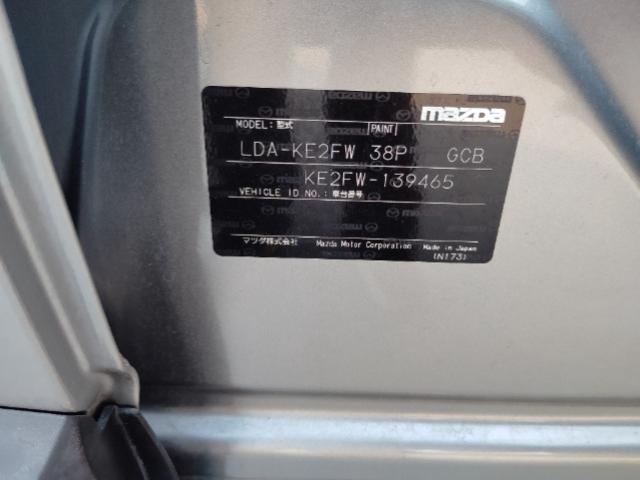 mazda
MODEL:型式 PAINT
LDA-KE2FW 38P GCB
KE2FW-139465
VEHICLE ID NO.:車台番号
マツダ株式会社 Mazda Motor Corporation Made in Japan
(N173)